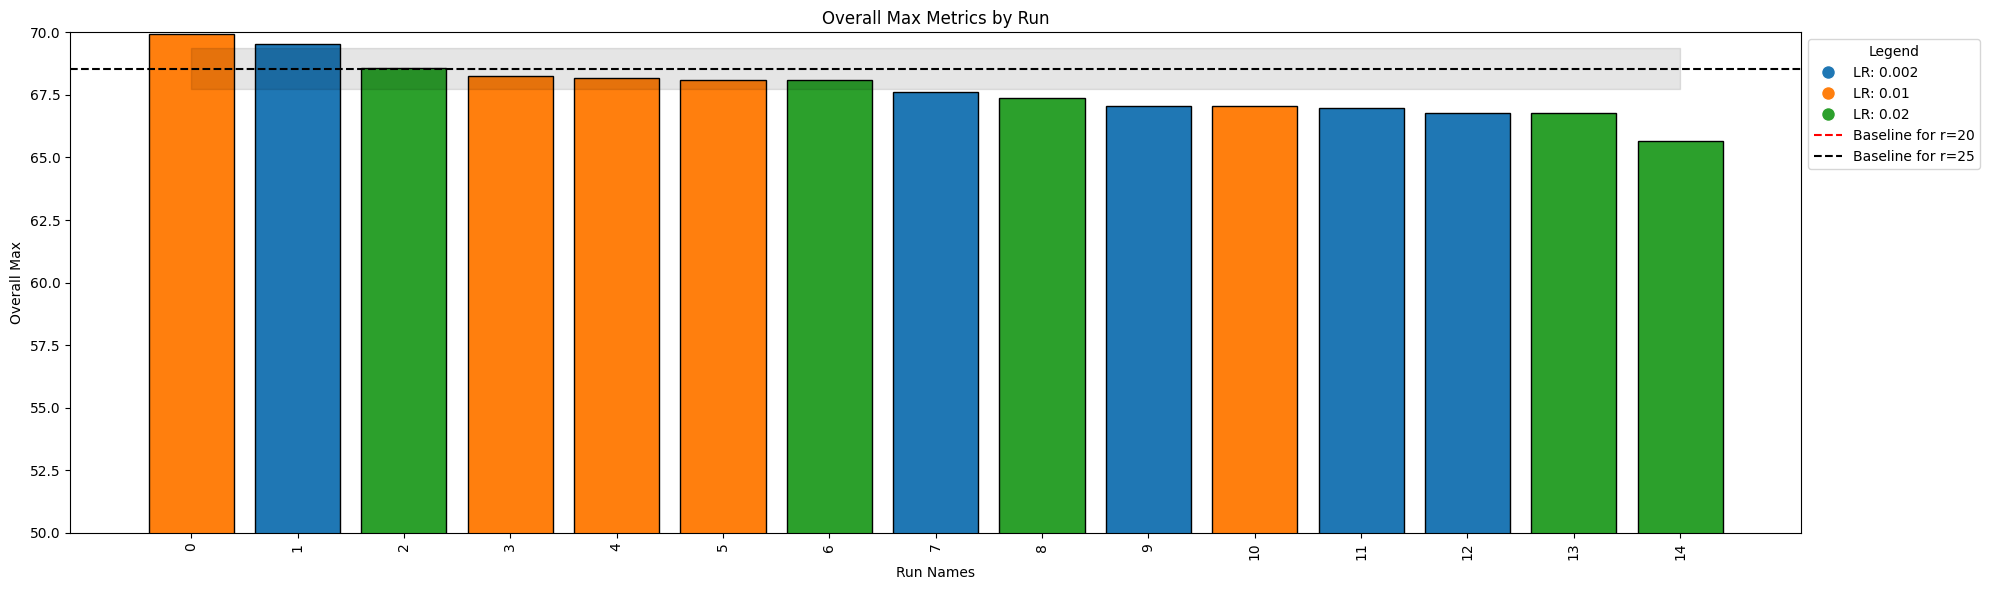 Overall Max Metrics by Run
Overall Max
70.0
67.5
65.0
62.5
60.0
57.5
55.0
52.5
50.0
0
1
2
3
4
5
6
7
8
9
10
11
12
13
14
Run Names
Legend
LR: 0.002
LR: 0.01
LR: 0.02
Baseline for r=20
Baseline for r=25